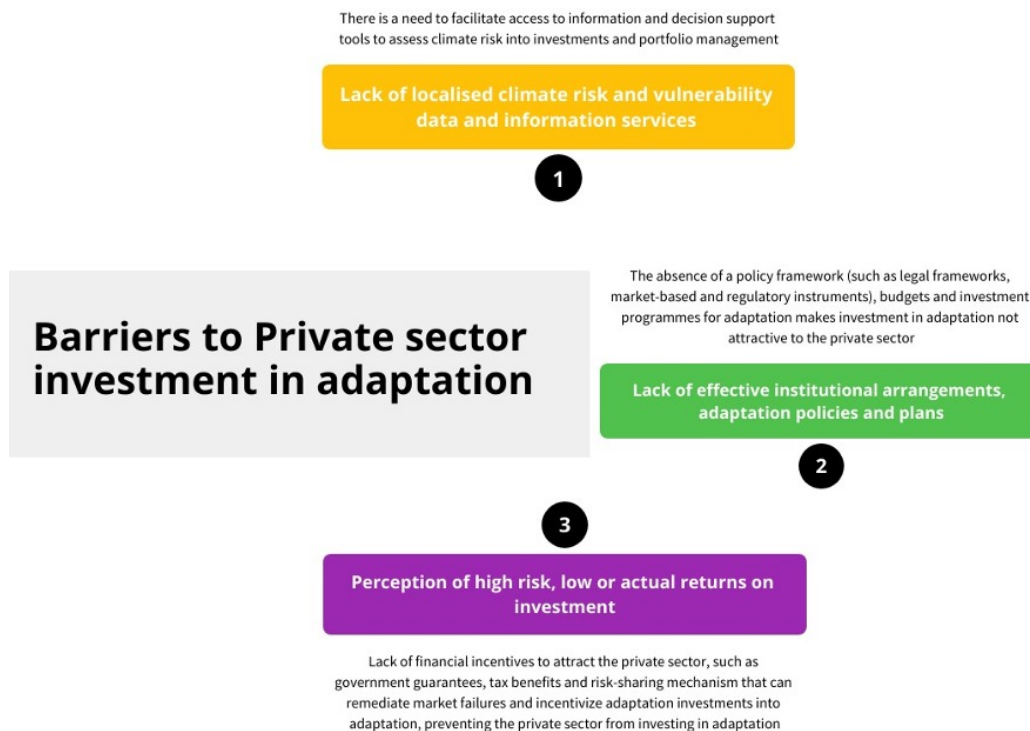 There is a need to facilitate access to information and decision support
tools to assess climate risk into investments and portfolio management
Lack of localised climate risk and vulnerability
data and information services
1
Barriers to Private sector
investment in adaptation
The absence of a policy framework (such as legal frameworks,
market-based and regulatory instruments), budgets and investment
programmes for adaptation makes investment in adaptation not
attractive to the private sector
Lack of effective institutional arrangements,
adaptation policies and plans
2
3
Perception of high risk, low or actual returns on
investment
Lack of financial incentives to attract the private sector, such as
government guarantees, tax benefits and risk-sharing mechanism that can
remediate market failures and incentivize adaptation investments into
adaptation, preventing the private sector from investing in adaptation